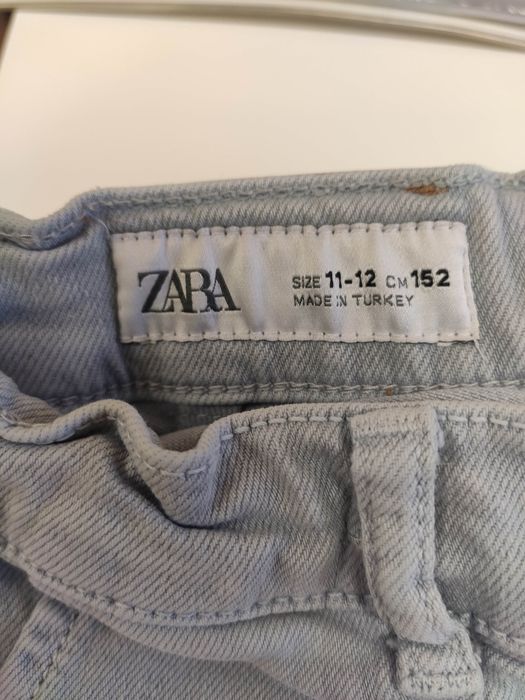 ZARA
SIZE 11-12 CM 152
MADE IN TURKEY